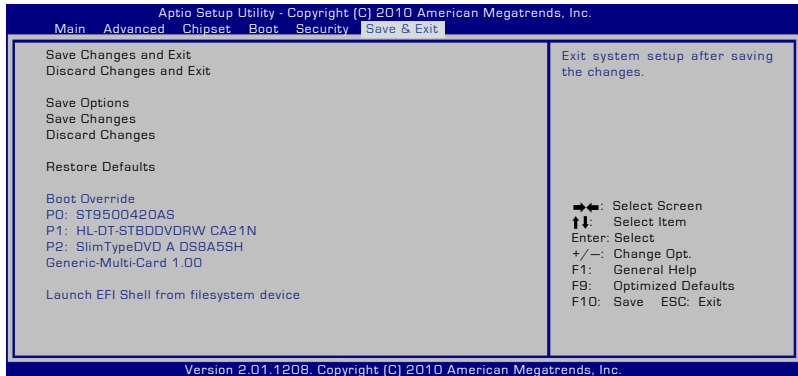 Aptio Setup Utility - Copyright (C) 2010 American Megatrends, Inc.
Main Advanced Chipset Boot Security Save & Exit
Save Changes and Exit
Discard Changes and Exit
Save Options
Save Changes
Discard Changes
Restore Defaults
Boot Override
P0: ST9500420AS
P1: HL-DT-STBDDVDRW CA21N
P2: SlimTypeDVD A DS8A5SH
Generic-Multi-Card 1.00
Launch EFI Shell from filesystem device
Exit system setup after saving
the changes.
➡⬅: Select Screen
⬆⬇: Select Item
Enter: Select
+/—: Change Opt.
F1: General Help
F9: Optimized Defaults
F10: Save ESC: Exit
Version 2.01.1208. Copyright (C) 2010 American Megatrends, Inc.